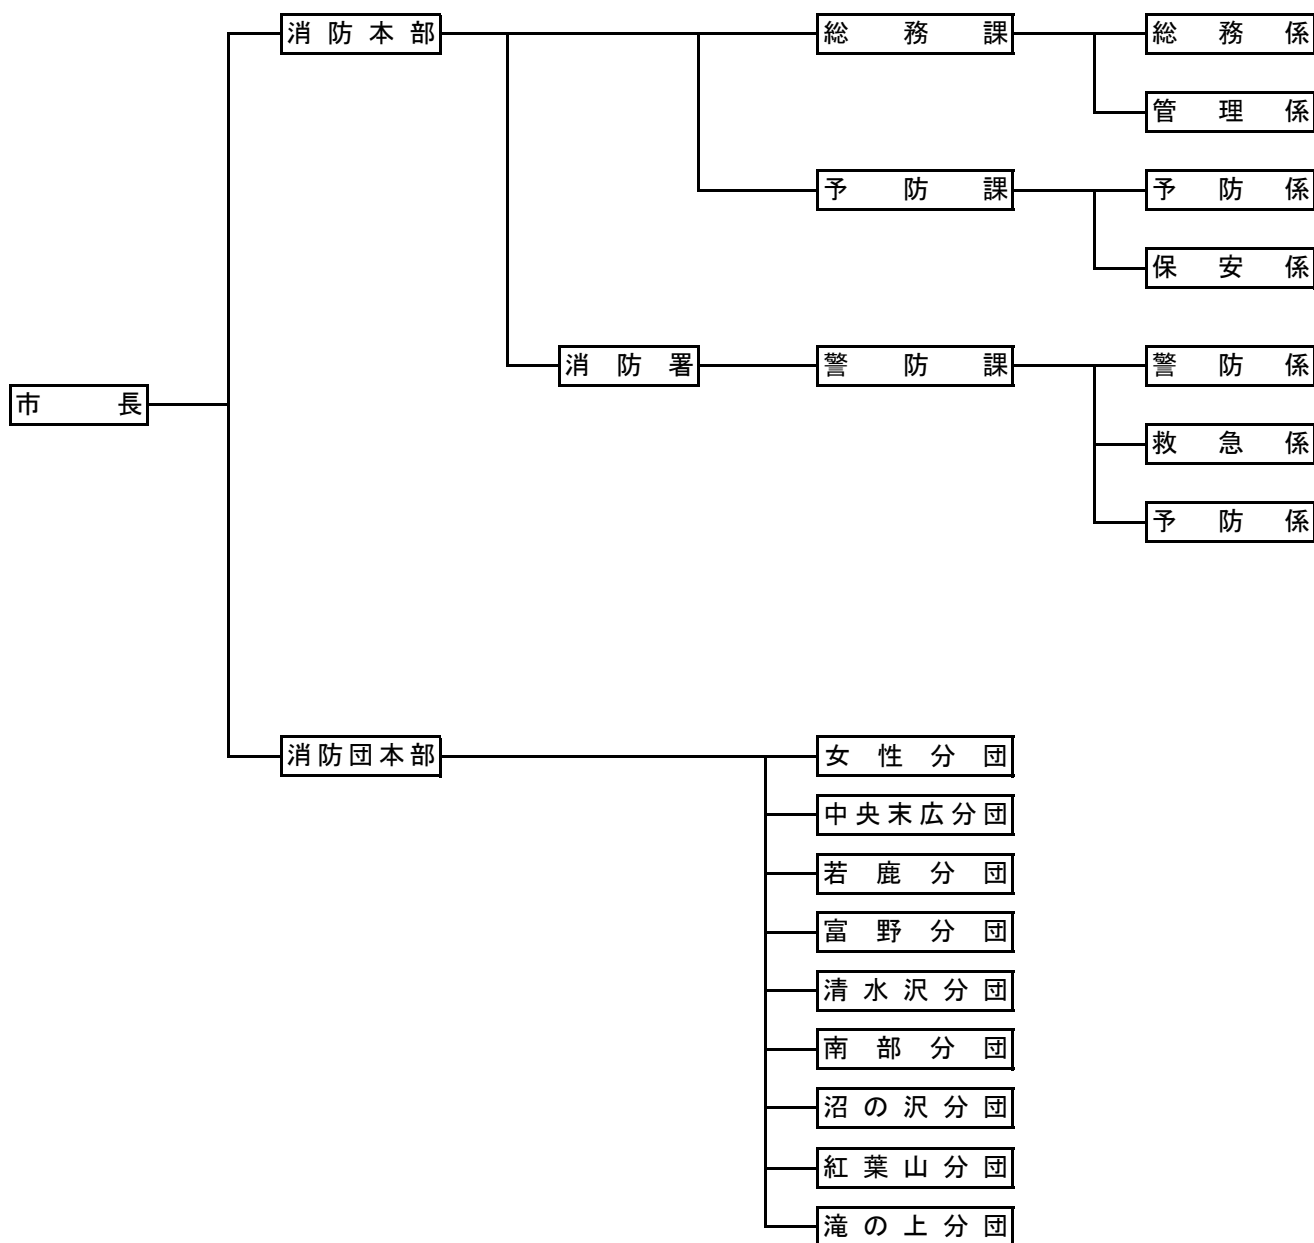 消防本部 総務課 総務係
管理係
予防課 予防係
保安係
消防署 警防課 警防係
市長
救急係
予防係
消防団本部 女性分団
中央末広分団
若鹿分団
富野分団
清水沢分団
南部分団
沼の沢分団
紅葉山分団
滝の上分団